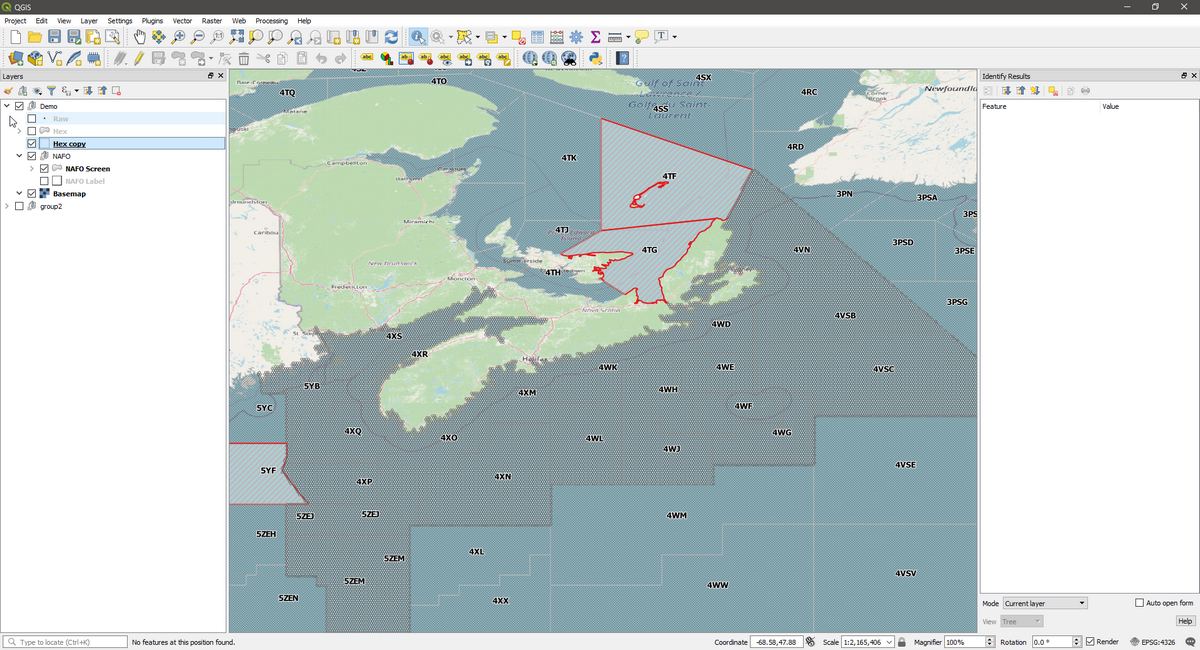 QGIS
Project Edit View Layer Settings Plugins Vector Raster Web Processing Help
Layers
Demo
Raw
Hex
Hex copy
NAFO
NAFO Screen
NAFO Label
Basemap
group2
4TQ
4TO
4SX
4RC
Gulf of Saint
Lawrence /
Golfe du Saint-
Laurent
4SS
Newfoundla
Corner
Brook
Matane
4RD
4TK
4TF
Campbellton
Bathurst
3PN
3PSA
3PS
Edmundston
Miramichi
Caribou
4TJ
4TG
4VN
3PSD
3PSE
New Brunswick
Summerside
4TH
Moncton
Fredericton
3PSG
Nova Scotia
4VSB
4WD
4XS
4XR
Halifax
4WK
4WE
4VSC
5YB
4XM
4WH
5YC
4WF
4XQ
4XO
4WL
4WG
4WJ
5YF
4XP
4XN
4VSE
5ZEJ
5ZEJ
4WM
5ZEH
5ZEM
4XL
5ZEM
4WW
4VSV
5ZEN
4XX
Identify Results
Feature Value
Mode Current layer Auto open form
View Tree Help
Type to locate (Ctrl+K) No features at this position found. Coordinate -68.58,47.88 Scale 1:2,165,406 Magnifier 100% Rotation 0.0 ° Render EPSG:4326